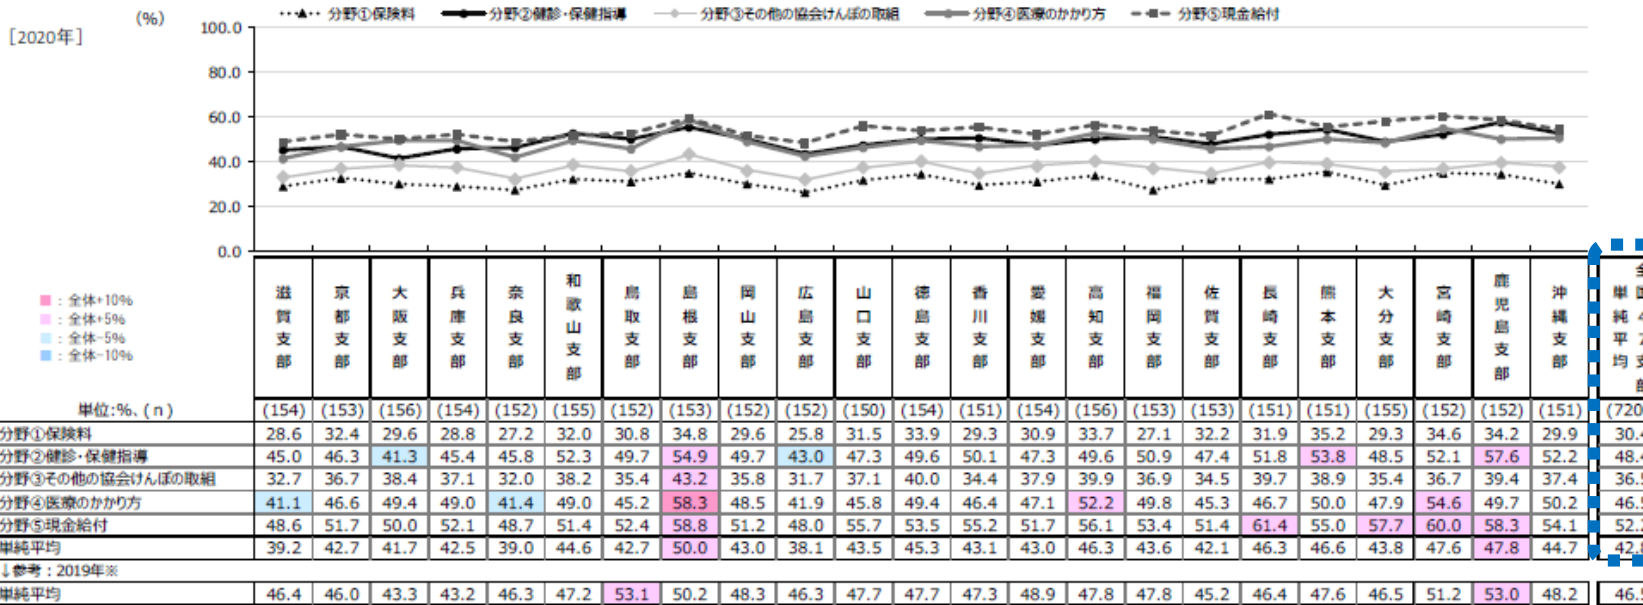 (%)
分野①保険料 分野②健診・保健指導 分野③その他の協会けんぽの取組 分野④医療のかかり方 分野⑤現金給付
[2020年]
100.0
80.0
60.0
40.0
20.0
0.0
：全体+10%
：全体+5%
：全体-5%
：全体-10%
滋賀支部 京都支部 大阪支部 兵庫支部 奈良支部 和歌山支部 鳥取支部 島根支部 岡山支部 広島支部 山口支部 徳島支部 香川支部 愛媛支部 高知支部 福岡支部 佐賀支部 長崎支部 熊本支部 大分支部 宮崎支部 鹿児島支部 沖縄支部 単純平均
単位:%、(n) (154) (153) (156) (154) (152) (155) (152) (153) (152) (152) (150) (154) (151) (154) (156) (153) (153) (151) (151) (155) (152) (152) (151) (720
分野①保険料 28.6 32.4 29.6 28.8 27.2 32.0 30.8 34.8 29.6 25.8 31.5 33.9 29.3 30.9 33.7 27.1 32.2 31.9 35.2 29.3 34.6 34.2 29.9 30.4
分野②健診・保健指導 45.0 46.3 41.3 45.4 45.8 52.3 49.7 54.9 49.7 43.0 47.3 49.6 50.1 47.3 49.6 50.9 47.4 51.8 53.8 48.5 52.1 57.6 52.2 48.4
分野③その他の協会けんぽの取組 32.7 36.7 38.4 37.1 32.0 38.2 35.4 43.2 35.8 31.7 37.1 40.0 34.4 37.9 39.9 36.9 34.5 39.7 38.9 35.4 36.7 39.4 37.4 36.5
分野④医療のかかり方 41.1 46.6 49.4 49.0 41.4 49.0 45.2 58.3 48.5 41.9 45.8 49.4 46.4 47.1 52.2 49.8 45.3 46.7 50.0 47.9 54.6 49.7 50.2 46.5
分野⑤現金給付 48.6 51.7 50.0 52.1 48.7 51.4 52.4 58.8 51.2 48.0 55.7 53.5 55.2 51.7 56.1 53.4 51.4 61.4 55.0 57.7 60.0 58.3 54.1 52.2
単純平均 39.2 42.7 41.7 42.5 39.0 44.6 42.7 50.0 43.0 38.1 43.5 45.3 43.1 43.0 46.3 43.6 42.1 46.3 46.6 43.8 47.6 47.8 44.7 42.8
↓参考：2019年※
単純平均 46.4 46.0 43.3 43.2 46.3 47.2 53.1 50.2 48.3 46.3 47.7 47.7 47.3 48.9 47.8 47.8 45.2 46.4 47.6 46.5 51.2 53.0 48.2 46.5